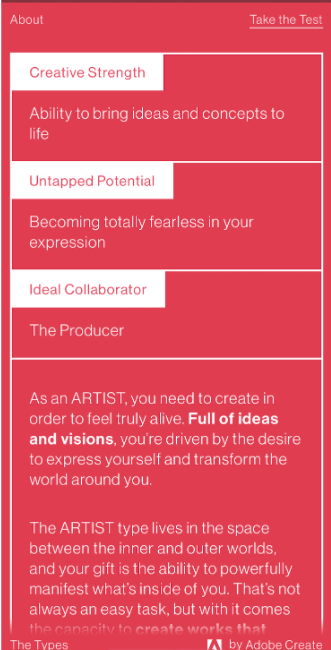 About
Take the Test
Creative Strength
Ability to bring ideas and concepts to
life
Untapped Potential
Becoming totally fearless in your
expression
Ideal Collaborator
The Producer
As an ARTIST, you need to create in
order to feel truly alive. Full of ideas
and visions, you're driven by the desire
to express yourself and transform the
world around you.
The ARTIST type lives in the space
between the inner and outer worlds,
and your gift is the ability to powerfully
manifest what's inside of you. That's not
always an easy task, but with it comes
the capacity to create works that
The Types
by Adobe Create